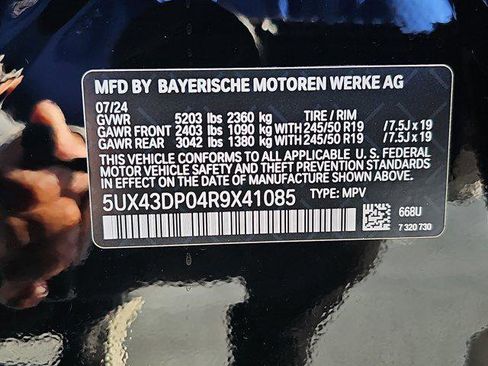 MFD BY BAYERISCHE MOTOREN WERKE AG
07/24
GVWR 5203 lbs 2360 kg TIRE / RIM
GAWR FRONT 2403 lbs 1090 kg WITH 245/50 R19 /7.5J x 19
GAWR REAR 3042 lbs 1380 kg WITH 245/50 R19 /7.5J x 19
THIS VEHICLE CONFORMS TO ALL APPLICABLE U. S. FEDERAL
MOTOR VEHICLE SAFETY AND THEFT PREVENTION STANDARDS
IN EFFECT ON THE DATE OF MANUFACTURE SHOWN ABOVE.
5UX43DP04R9X41085 TYPE: MPV
668U
7 320 730